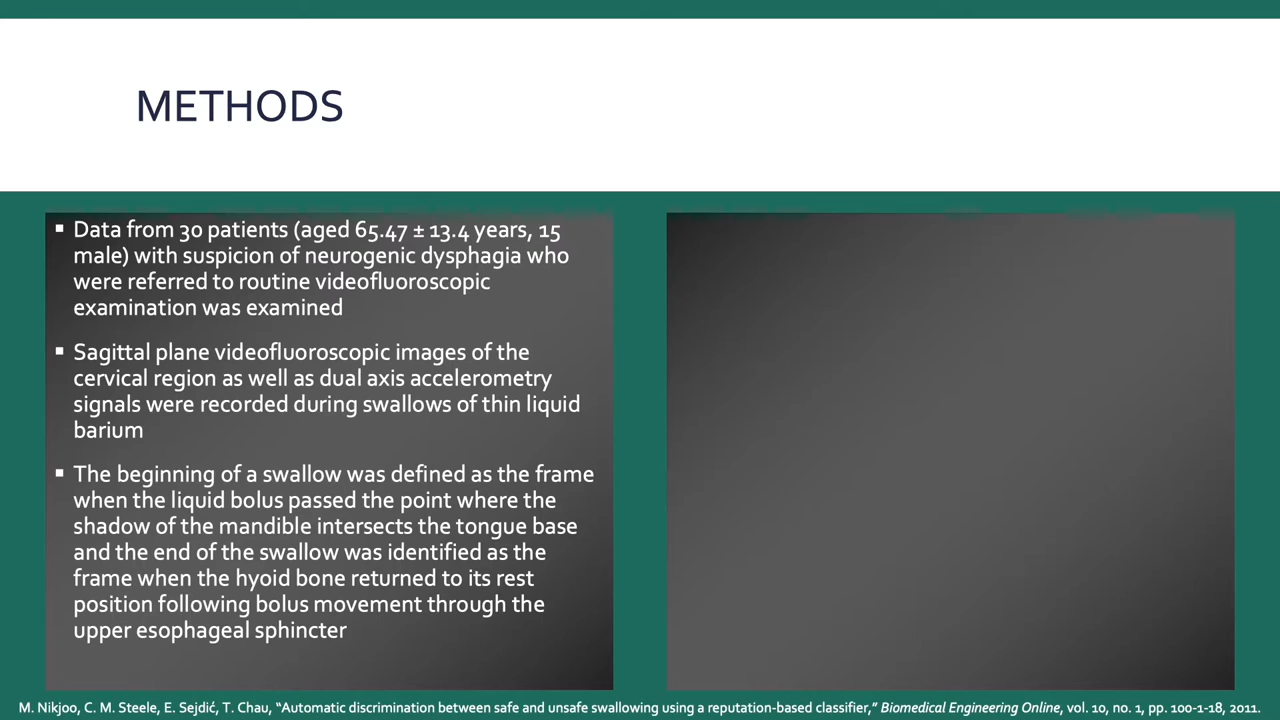 METHODS
▪ Data from 30 patients (aged 65.47 ± 13.4 years, 15
male) with suspicion of neurogenic dysphagia who
were referred to routine videofluoroscopic
examination was examined
▪ Sagittal plane videofluoroscopic images of the
cervical region as well as dual axis accelerometry
signals were recorded during swallows of thin liquid
barium
▪ The beginning of a swallow was defined as the frame
when the liquid bolus passed the point where the
shadow of the mandible intersects the tongue base
and the end of the swallow was identified as the
frame when the hyoid bone returned to its rest
position following bolus movement through the
upper esophageal sphincter
M. Nikjoo, C. M. Steele, E. Sejdić, T. Chau, “Automatic discrimination between safe and unsafe swallowing using a reputation-based classifier,” Biomedical Engineering Online, vol. 10, no. 1, pp. 100-1-18, 2011.